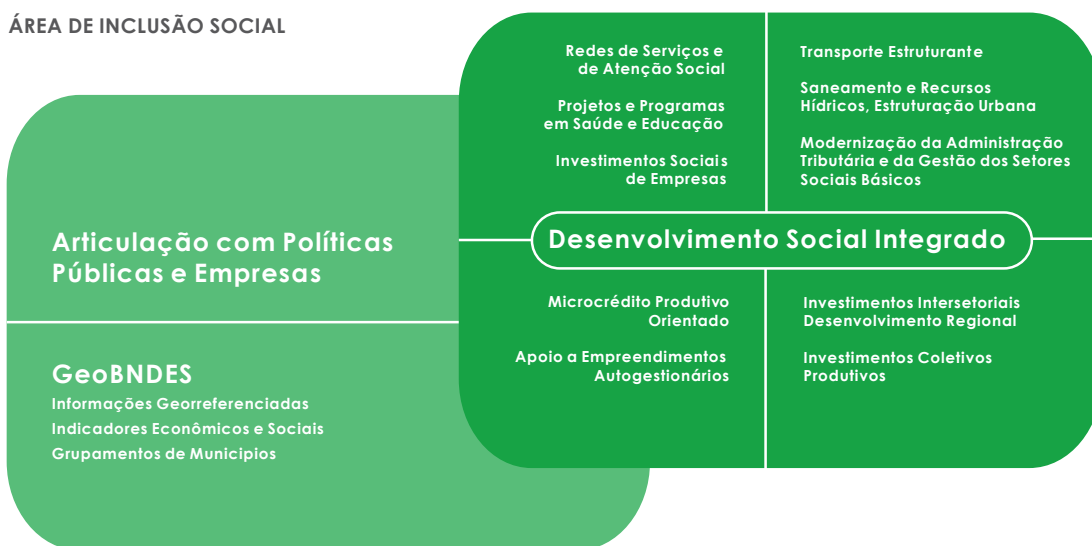 ÁREA DE INCLUSÃO SOCIAL
Redes de Serviços e
de Atenção Social
Projetos e Programas
em Saúde e Educação
Investimentos Sociais
de Empresas
Transporte Estruturante
Saneamento e Recursos
Hídricos, Estruturação Urbana
Modernização da Administração
Tributária e da Gestão dos Setores
Sociais Básicos
Articulação com Políticas
Públicas e Empresas
Desenvolvimento Social Integrado
Microcrédito Produtivo
Orientado
Apoio a Empreendimentos
Autogestionários
Investimentos Intersetoriais
Desenvolvimento Regional
Investimentos Coletivos
Produtivos
GeoBNDES
Informações Georreferenciadas
Indicadores Econômicos e Sociais
Grupamentos de Municipios